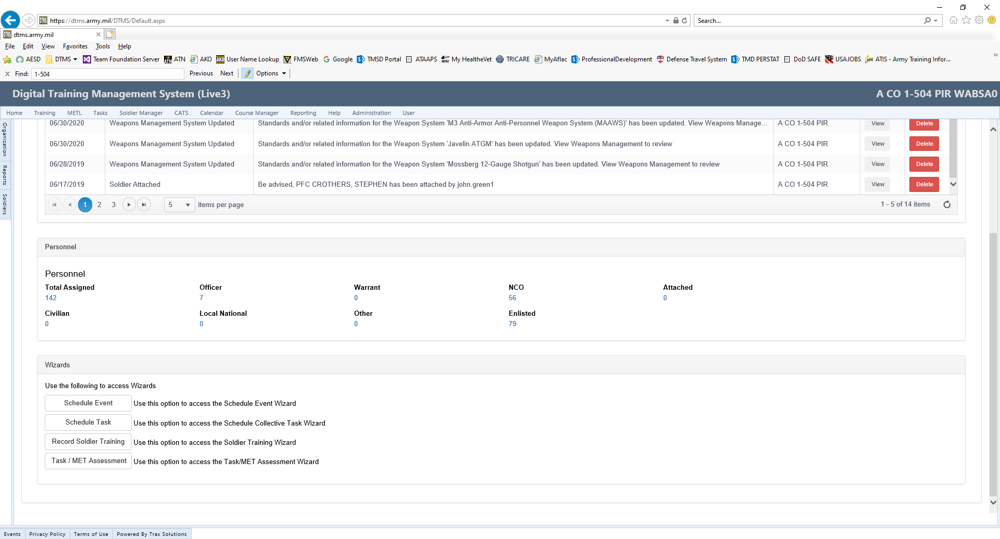 https://dtms.army.mil/DTMS/Default.aspx
Search...
dtms.army.mil
File Edit View Favorites Tools Help
AESD DTMS Team Foundation Server ATN AKO User Name Lookup FMSWeb Google TMSD Portal ATAAPS My HealtheVet TRICARE MyAflac ProfessionalDevelopment Defense Travel System TMD PERSTAT DoD SAFE USAJOBS ATIS - Army Training Infor...
Find: 1-504 Previous Next Options
Digital Training Management System (Live3) A CO 1-504 PIR WABSA0
Home Training METL Tasks Soldier Manager CATS Calendar Course Manager Reporting Help Administration User
Organization
Reports
Soldiers
06/30/2020 Weapons Management System Updated Standards and/or related information for the Weapon System 'M3 Anti-Armor Anti-Personnel Weapon System (MAAWS)' has been updated. View Weapons Manage... A CO 1-504 PIR View Delete
06/30/2020 Weapons Management System Updated Standards and/or related information for the Weapon System 'Javelin ATGM' has been updated. View Weapons Management to review A CO 1-504 PIR View Delete
06/28/2019 Weapons Management System Updated Standards and/or related information for the Weapon System 'Mossberg 12-Gauge Shotgun' has been updated. View Weapons Management to review A CO 1-504 PIR View Delete
06/17/2019 Soldier Attached Be advised, PFC CROTHERS, STEPHEN has been attached by john.green1 A CO 1-504 PIR View Delete
1 2 3 5 items per page 1 - 5 of 14 items
Personnel
Personnel
Total Assigned Officer Warrant NCO Attached
142 7 0 56 0
Civilian Local National Other Enlisted
0 0 0 79
Wizards
Use the following to access Wizards
Schedule Event Use this option to access the Schedule Event Wizard
Schedule Task Use this option to access the Schedule Collective Task Wizard
Record Soldier Training Use this option to access the Soldier Training Wizard
Task / MET Assessment Use this option to access the Task/MET Assessment Wizard
Events Privacy Policy Terms of Use Powered By Trax Solutions